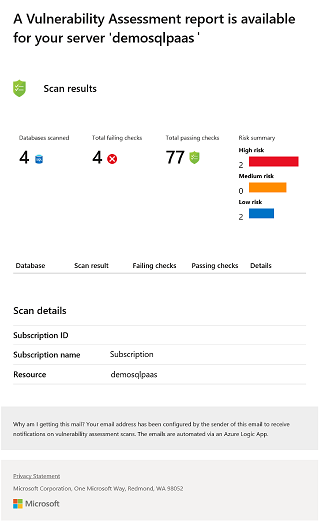 A Vulnerability Assessment report is available
for your server 'demosqlpaas '
Scan results
Databases scanned Total failing checks Total passing checks Risk summary
4 4 77
High risk
2
Medium risk
0
Low risk
2
Database Scan result Failing checks Passing checks Details
Scan details
Subscription ID
Subscription name Subscription
Resource demosqlpaas
Why am I getting this mail? Your email address has been configured by the sender of this email to receive
notifications on vulnerability assessment scans. The emails are automated via an Azure Logic App.
Privacy Statement
Microsoft Corporation, One Microsoft Way, Redmond, WA 98052
Microsoft